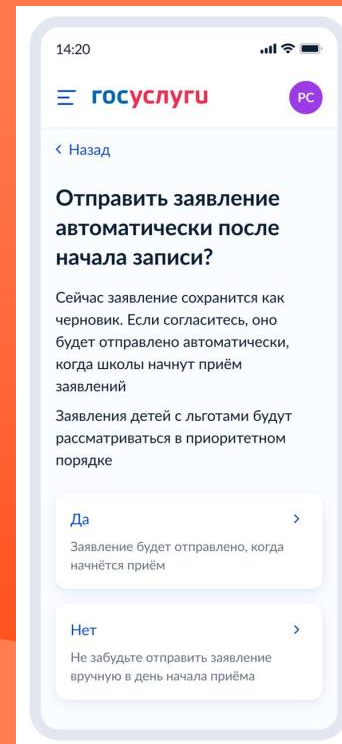 14:20
госуслуги
РС
Назад
Отправить заявление
автоматически после
начала записи?
Сейчас заявление сохранится как
черновик. Если согласитесь, оно
будет отправлено автоматически,
когда школы начнут приём
заявлений
Заявления детей с льготами будут
рассматриваться в приоритетном
порядке
Да
Заявление будет отправлено, когда
начнётся приём
Нет
Не забудьте отправить заявление
вручную в день начала приёма